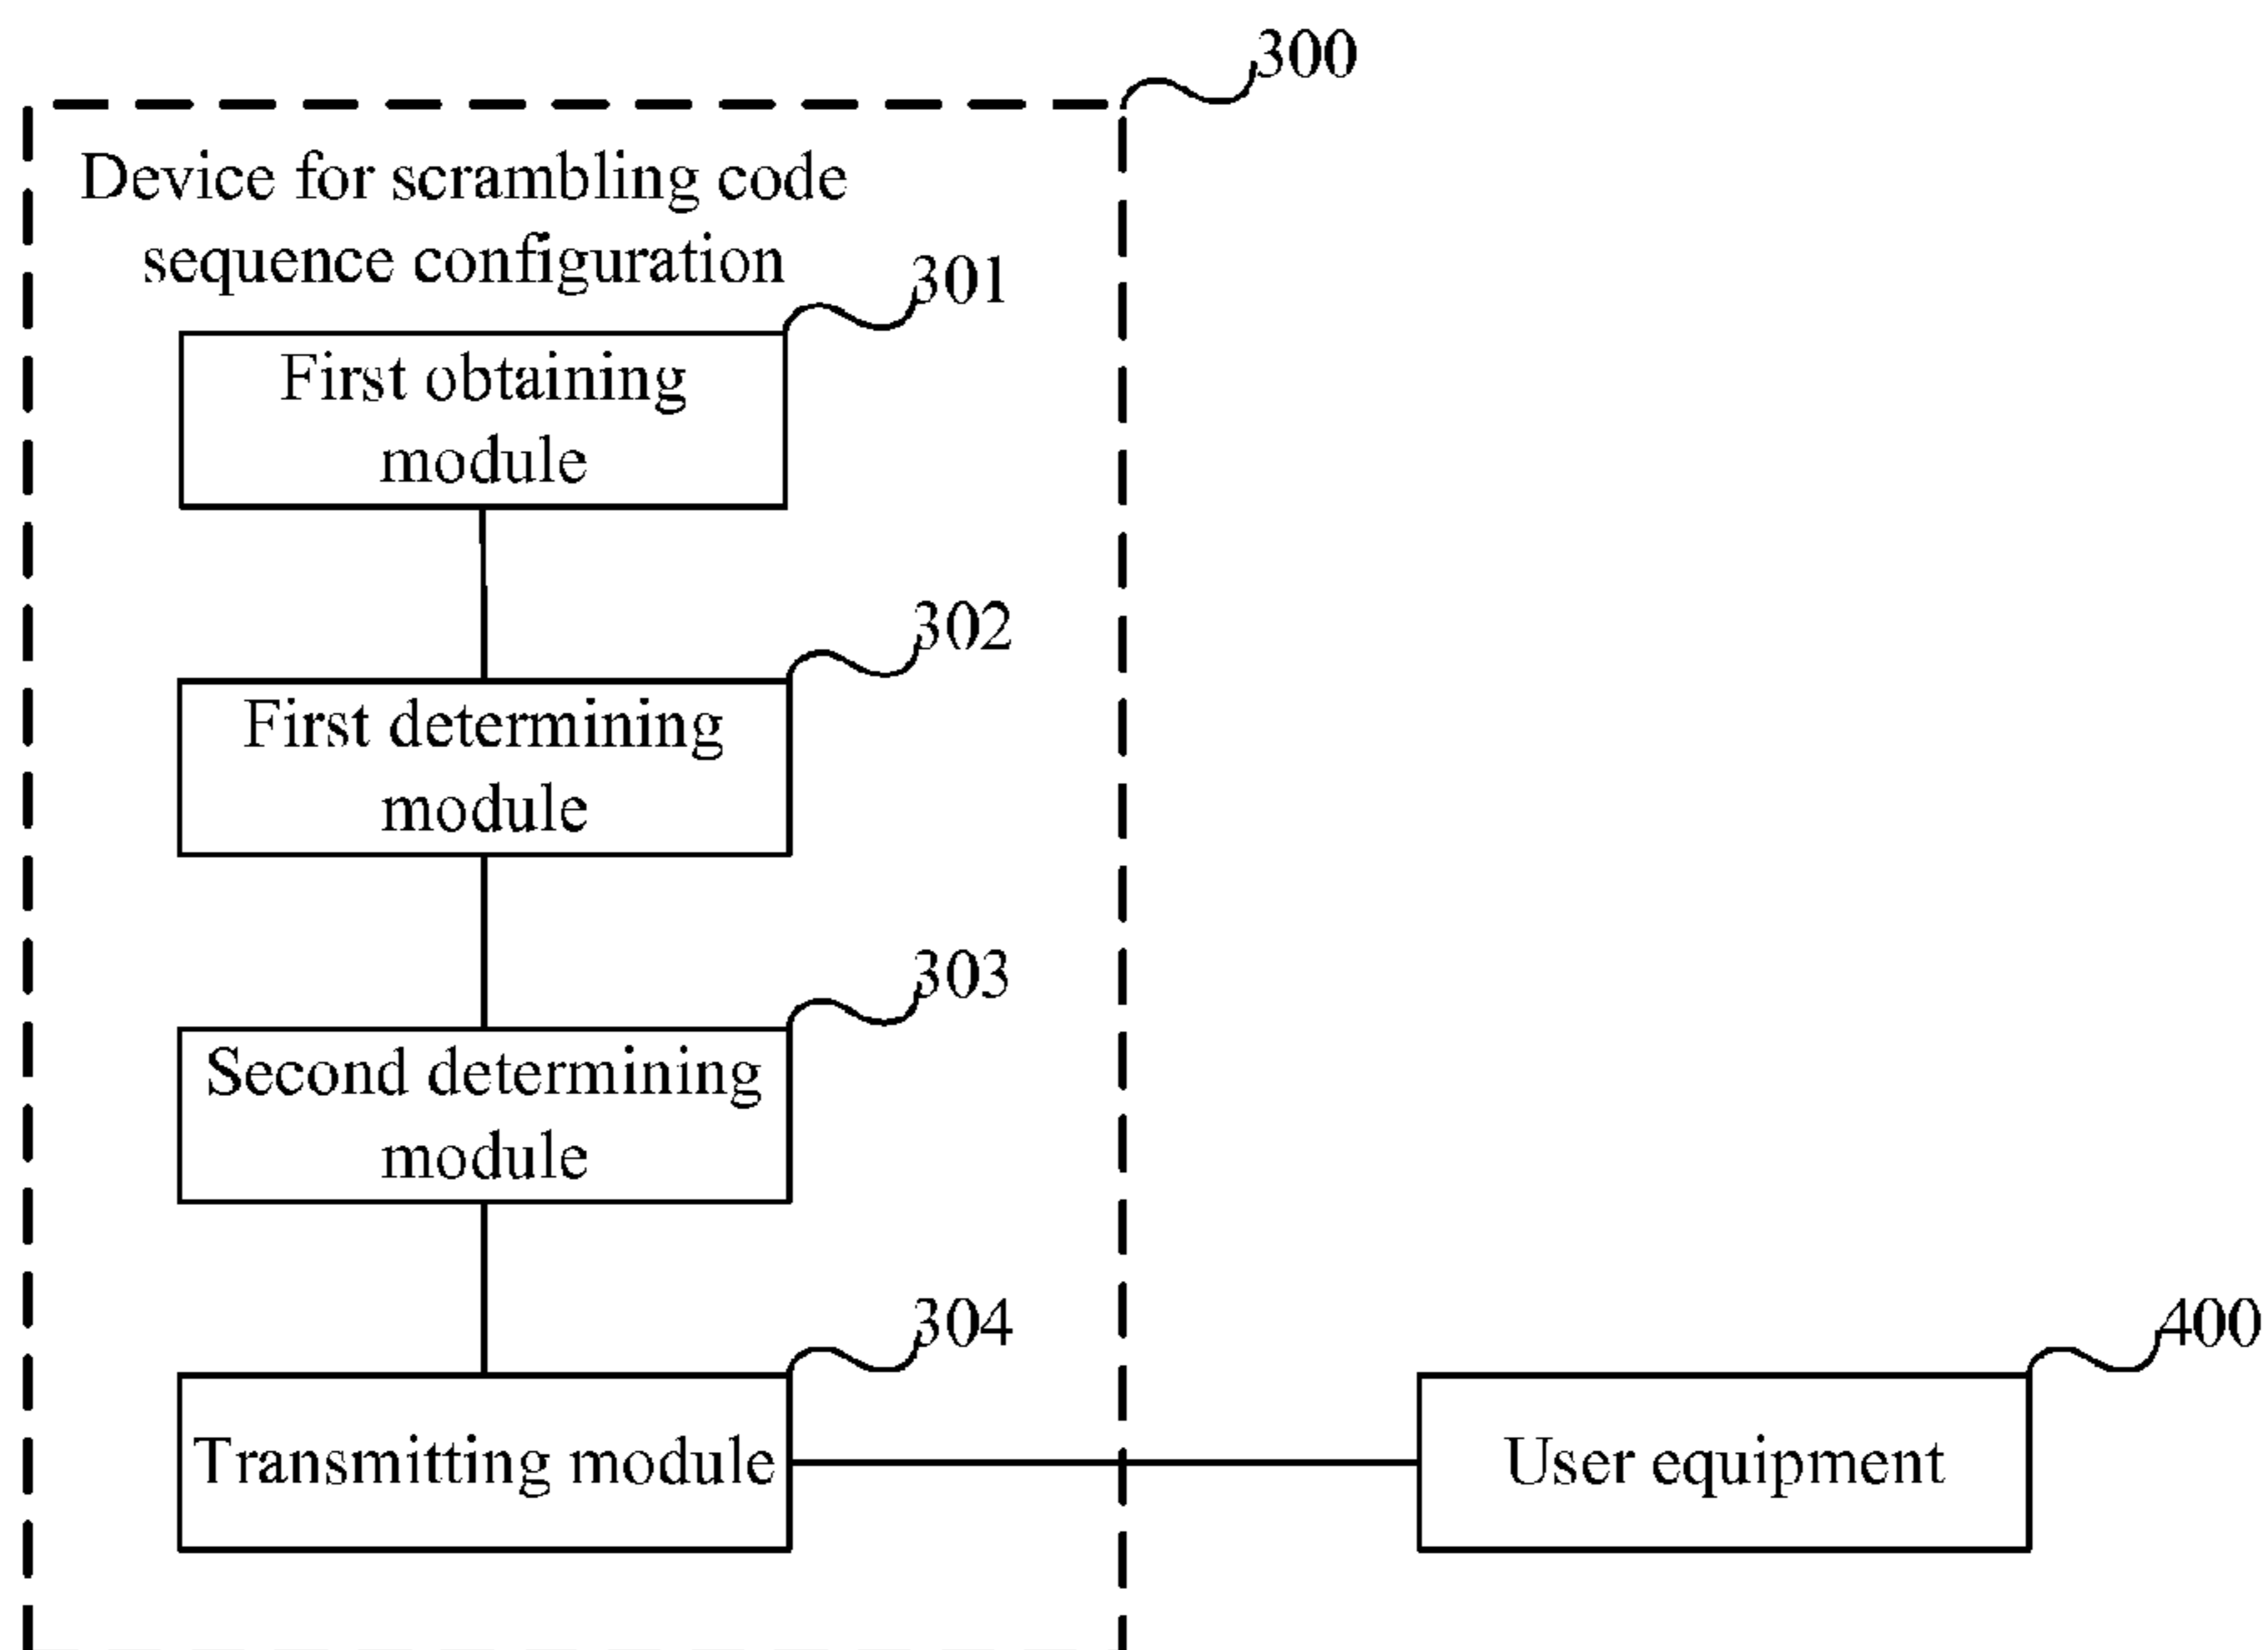 300
Device for scrambling code
sequence configuration
301
First obtaining
module
302
First determining
module
303
Second determining
module
304
Transmitting module
400
User equipment